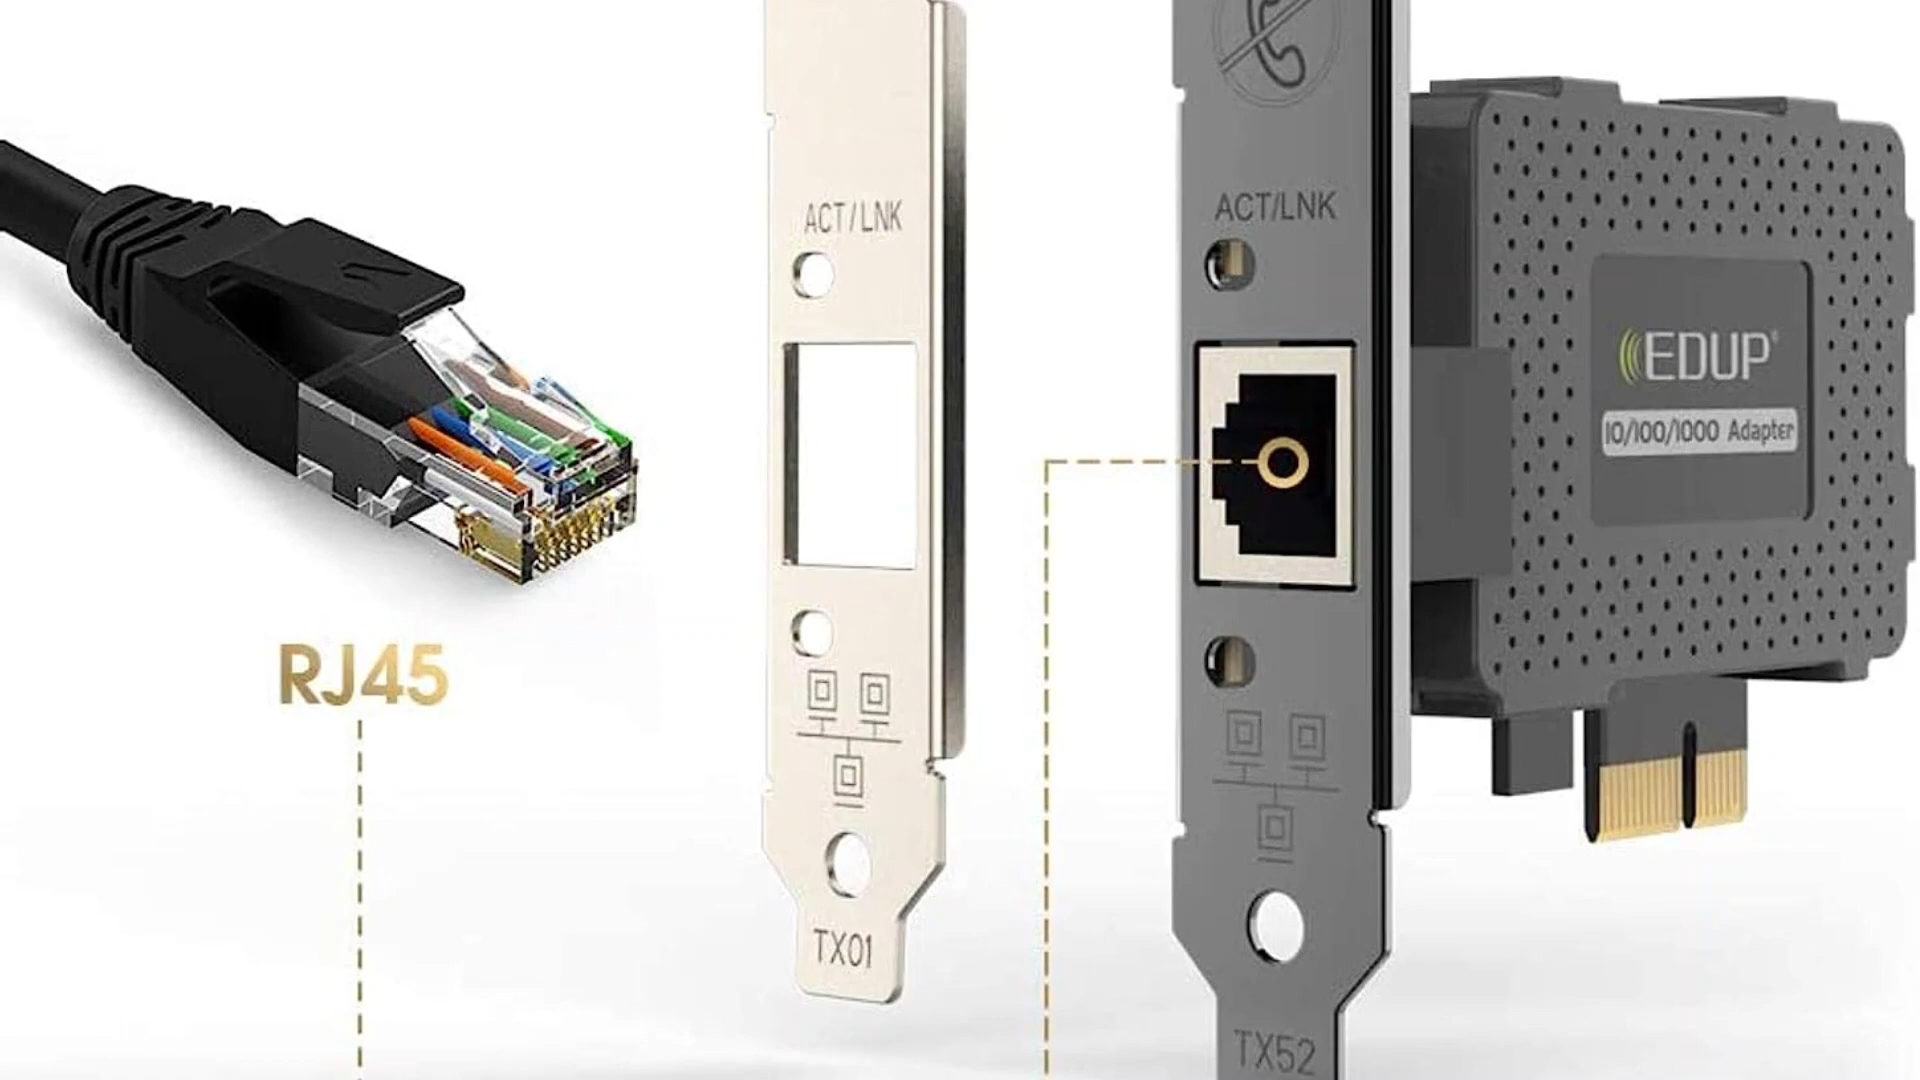 RJ45
ACT/LNK
TX01
ACT/LNK
TX52
EDUP®
10/100/1000 Adapter